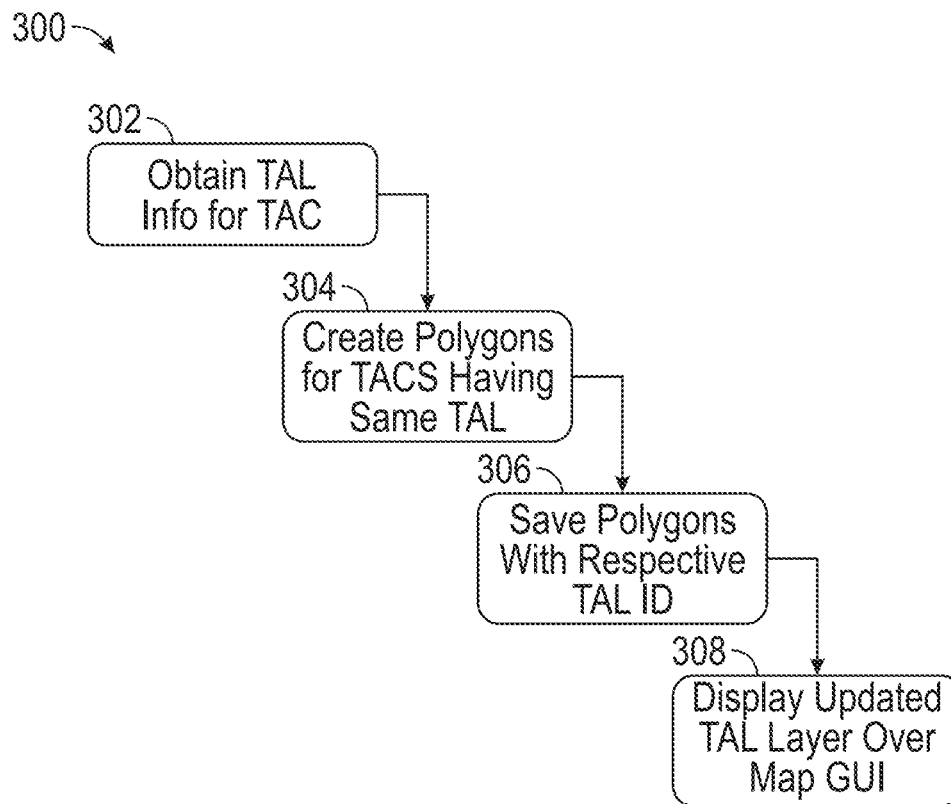 300
302
Obtain TAL
Info for TAC
304
Create Polygons
for TACS Having
Same TAL
306
Save Polygons
With Respective
TAL ID
308
Display Updated
TAL Layer Over
Map GUI